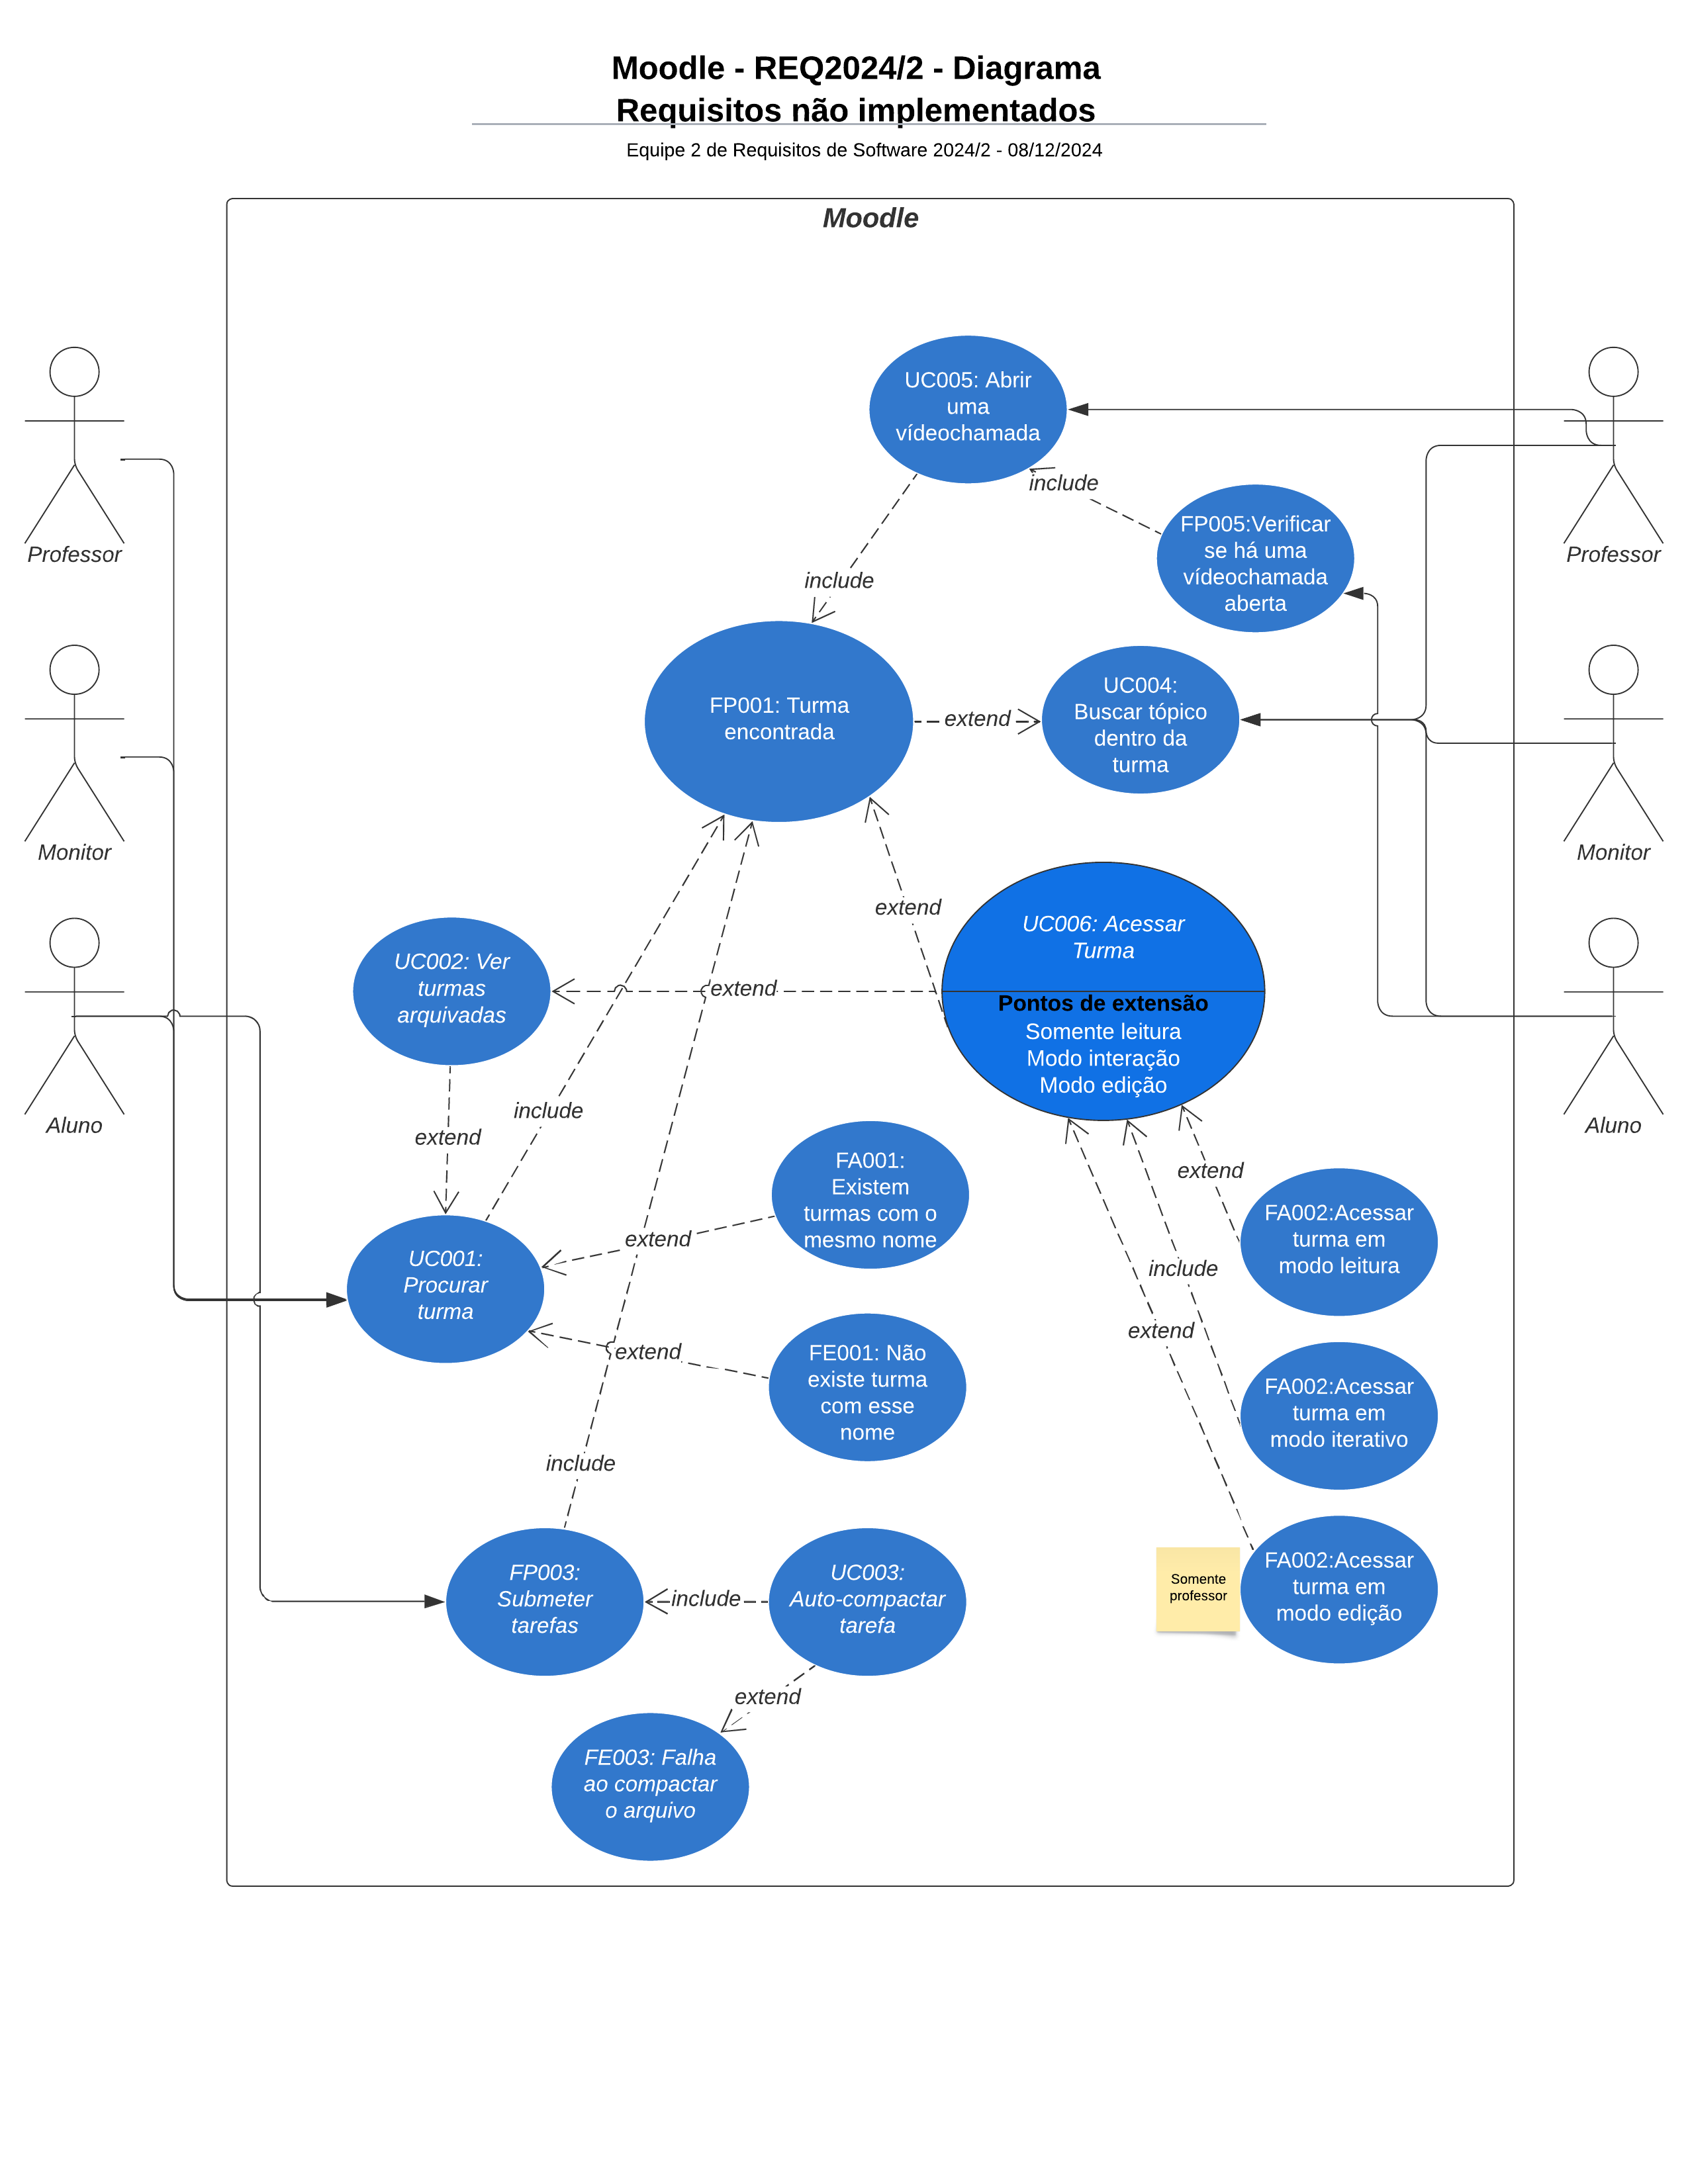 Moodle - REQ2024/2 - Diagrama
Requisitos não implementados
Equipe 2 de Requisitos de Software 2024/2 - 08/12/2024
Moodle
UC005: Abrir
uma
vídeochamada
include
FP005:Verificar
se há uma
vídeochamada
aberta
Professor
Professor
include
FP001: Turma
encontrada
extend
UC004:
Buscar tópico
dentro da
turma
Monitor
Monitor
extend
UC006: Acessar
Turma
Pontos de extensão
Somente leitura
Modo interação
Modo edição
UC002: Ver
turmas
arquivadas
extend
Aluno
Aluno
include
extend
FA001:
Existem
turmas com o
mesmo nome
extend
FA002:Acessar
turma em
modo leitura
extend
UC001:
Procurar
turma
include
extend
extend
FE001: Não
existe turma
com esse
nome
FA002:Acessar
turma em
modo iterativo
include
FP003:
Submeter
tarefas
include
UC003:
Auto-compactar
tarefa
Somente
professor
FA002:Acessar
turma em
modo edição
extend
FE003: Falha
ao compactar
o arquivo